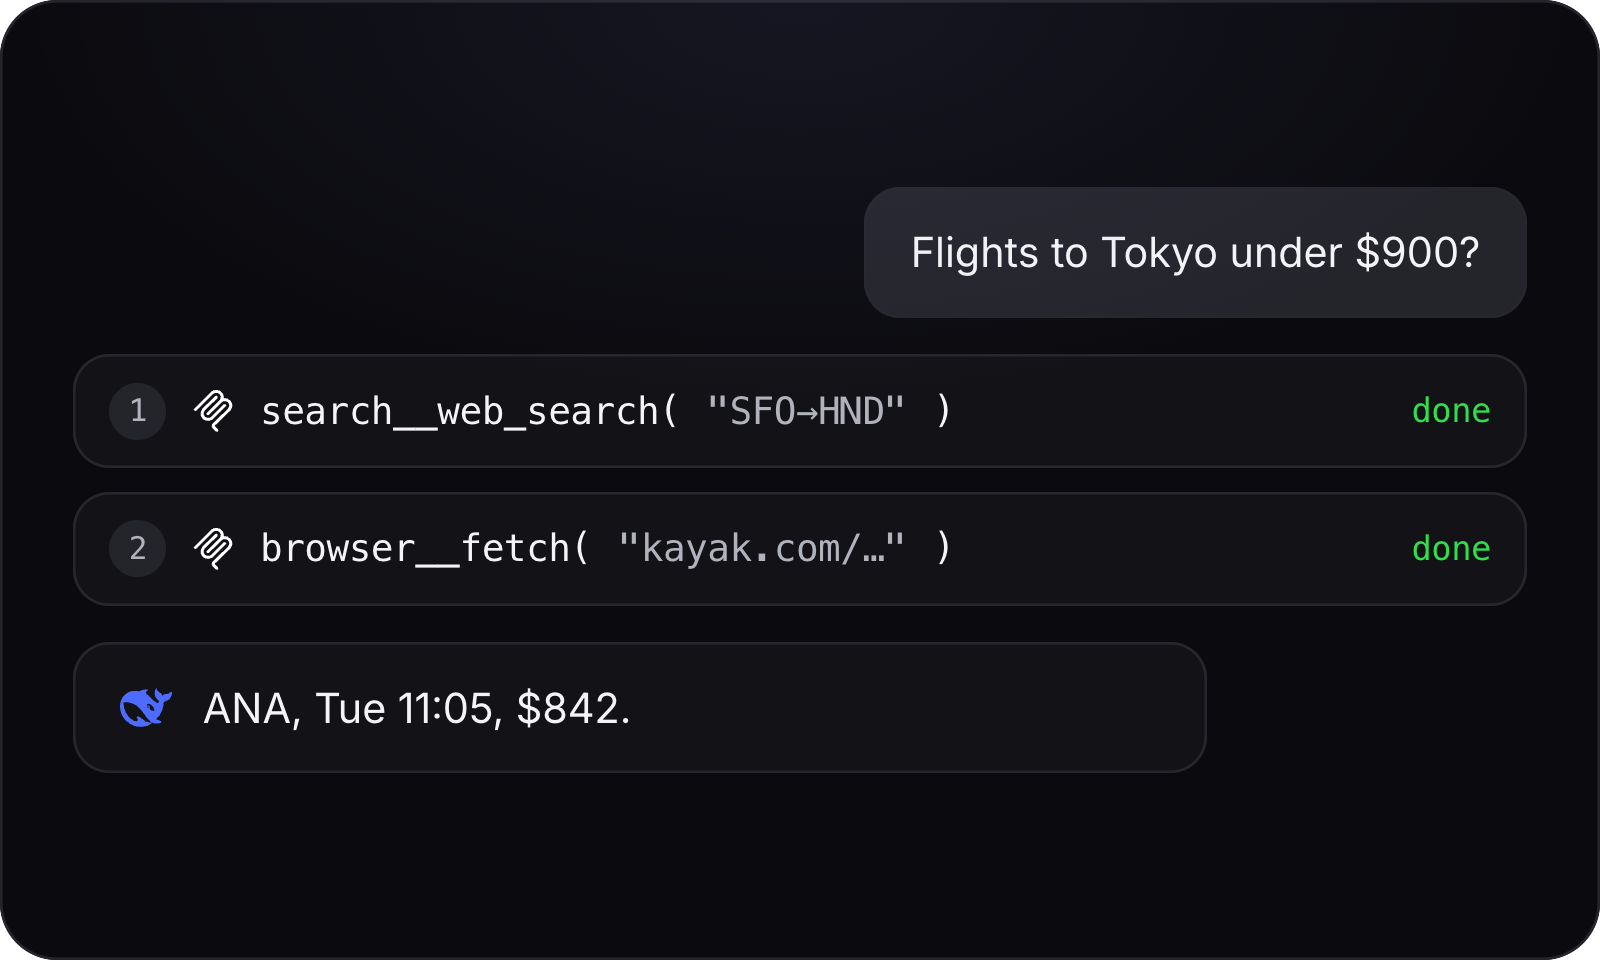 Flights to Tokyo under $900?
1 search__web_search( "SFO→HND" ) done
2 browser__fetch( "kayak.com/…" ) done
ANA, Tue 11:05, $842.